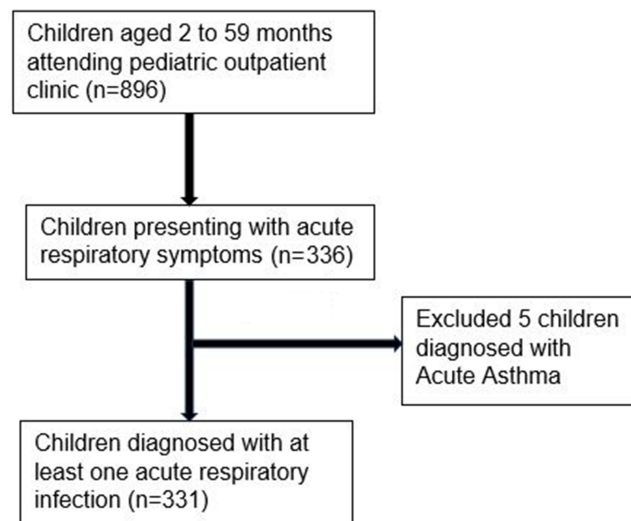 Children aged 2 to 59 months
attending pediatric outpatient
clinic (n=896)
Children presenting with acute
respiratory symptoms (n=336)
Excluded 5 children
diagnosed with
Acute Asthma
Children diagnosed with at
least one acute respiratory
infection (n=331)